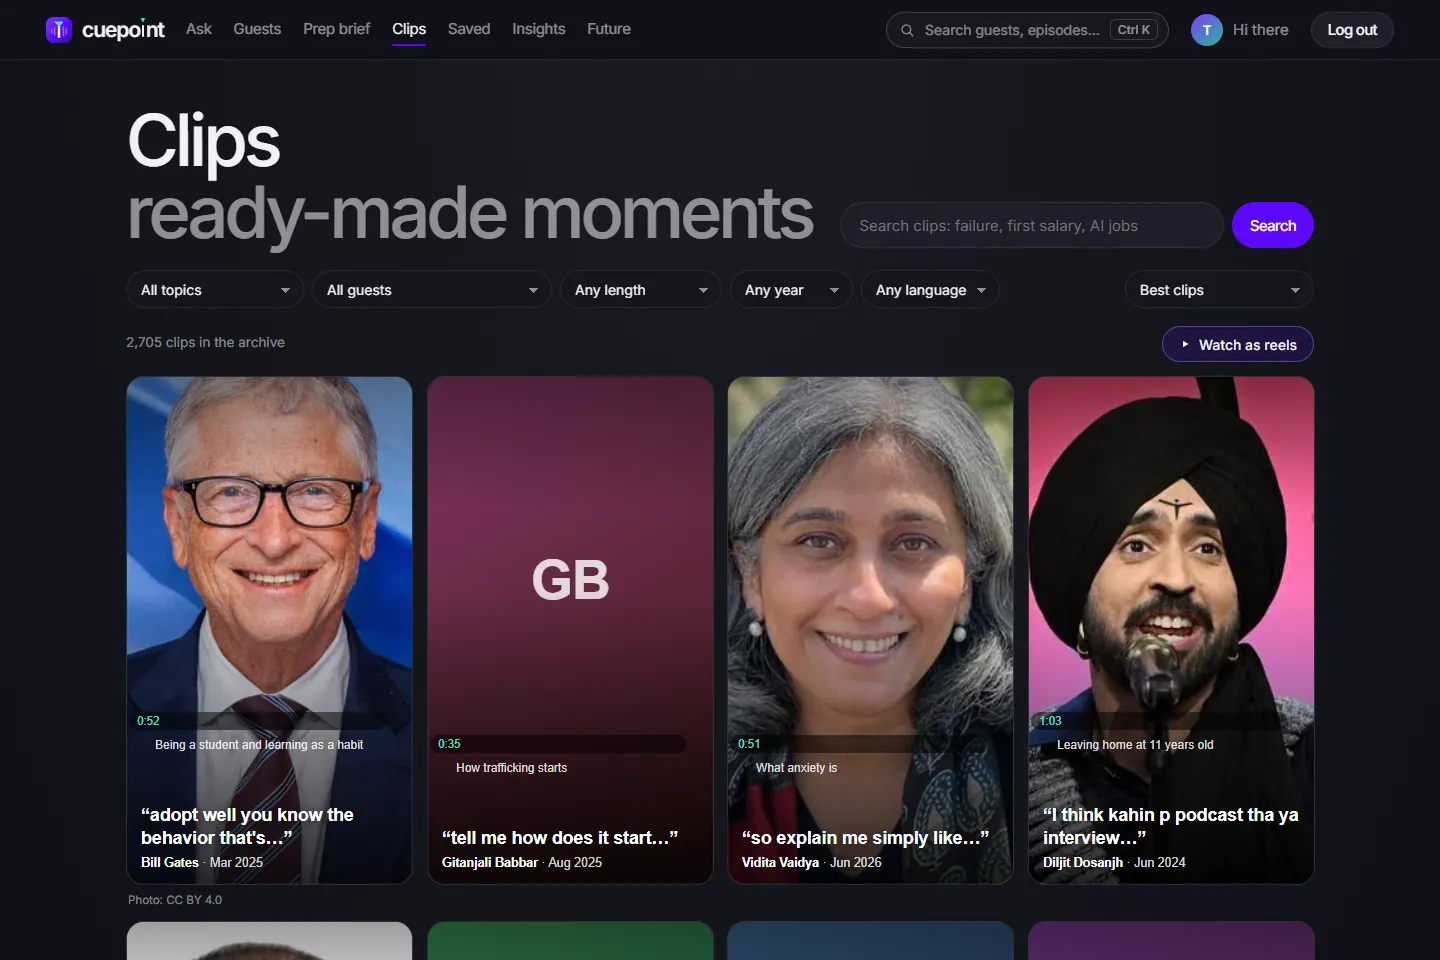 cuepoint
Ask
Guests
Prep brief
Clips
Saved
Insights
Future
Search guests, episodes...
Ctrl K
T
Hi there
Log out
Clips
ready-made moments
Search clips: failure, first salary, AI jobs
Search
All topics
All guests
Any length
Any year
Any language
Best clips
2,705 clips in the archive
Watch as reels
0:52
Being a student and learning as a habit
“adopt well you know the
behavior that's…”
Bill Gates · Mar 2025
Photo: CC BY 4.0
GB
0:35
How trafficking starts
“tell me how does it start…”
Gitanjali Babbar · Aug 2025
0:51
What anxiety is
“so explain me simply like…”
Vidita Vaidya · Jun 2026
1:03
Leaving home at 11 years old
“I think kahin p podcast tha ya
interview…”
Diljit Dosanjh · Jun 2024